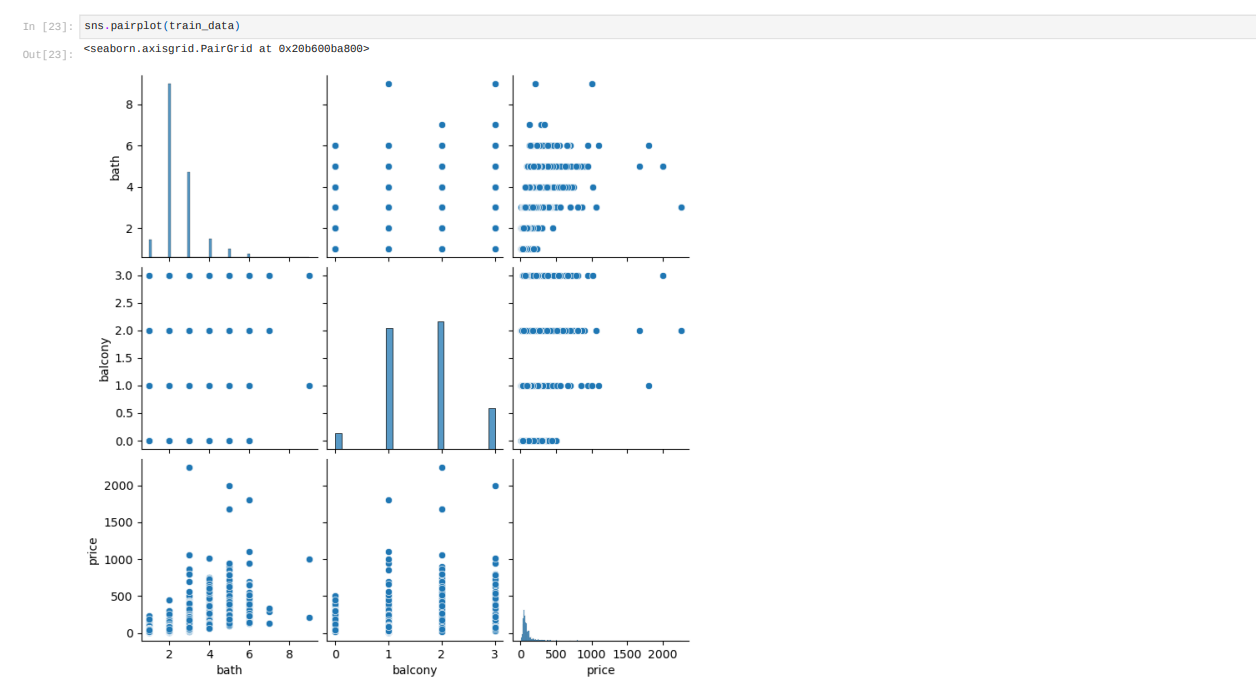 In [23]: sns.pairplot(train_data)
Out[23]: <seaborn.axisgrid.PairGrid at 0x20b600ba800>
8
6
4
2
bath
3.0
2.5
2.0
1.5
1.0
0.5
0.0
balcony
2000
1500
1000
500
0
price
2 4 6 8
0 1 2 3
0 500 1000 1500 2000
bath balcony price